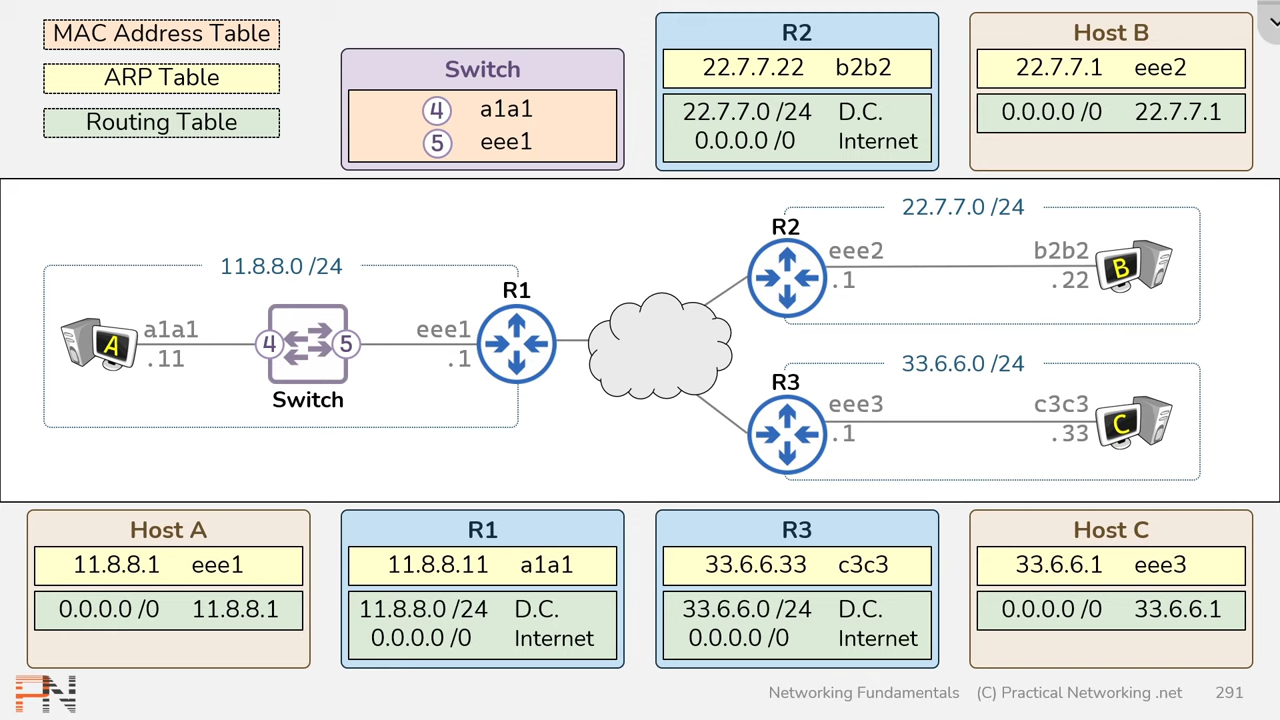 MAC Address Table
ARP Table
Routing Table
Switch
4 a1a1
5 eee1
R2
22.7.7.22 b2b2
22.7.7.0 /24 D.C.
0.0.0.0 /0 Internet
Host B
22.7.7.1 eee2
0.0.0.0 /0 22.7.7.1
11.8.8.0 /24
A
a1a1
.11
4
5
Switch
eee1
.1
R1
22.7.7.0 /24
R2
eee2
.1
b2b2
.22
B
33.6.6.0 /24
R3
eee3
.1
c3c3
.33
C
Host A
11.8.8.1 eee1
0.0.0.0 /0 11.8.8.1
R1
11.8.8.11 a1a1
11.8.8.0 /24 D.C.
0.0.0.0 /0 Internet
R3
33.6.6.33 c3c3
33.6.6.0 /24 D.C.
0.0.0.0 /0 Internet
Host C
33.6.6.1 eee3
0.0.0.0 /0 33.6.6.1
PN
Networking Fundamentals (C) Practical Networking .net 291